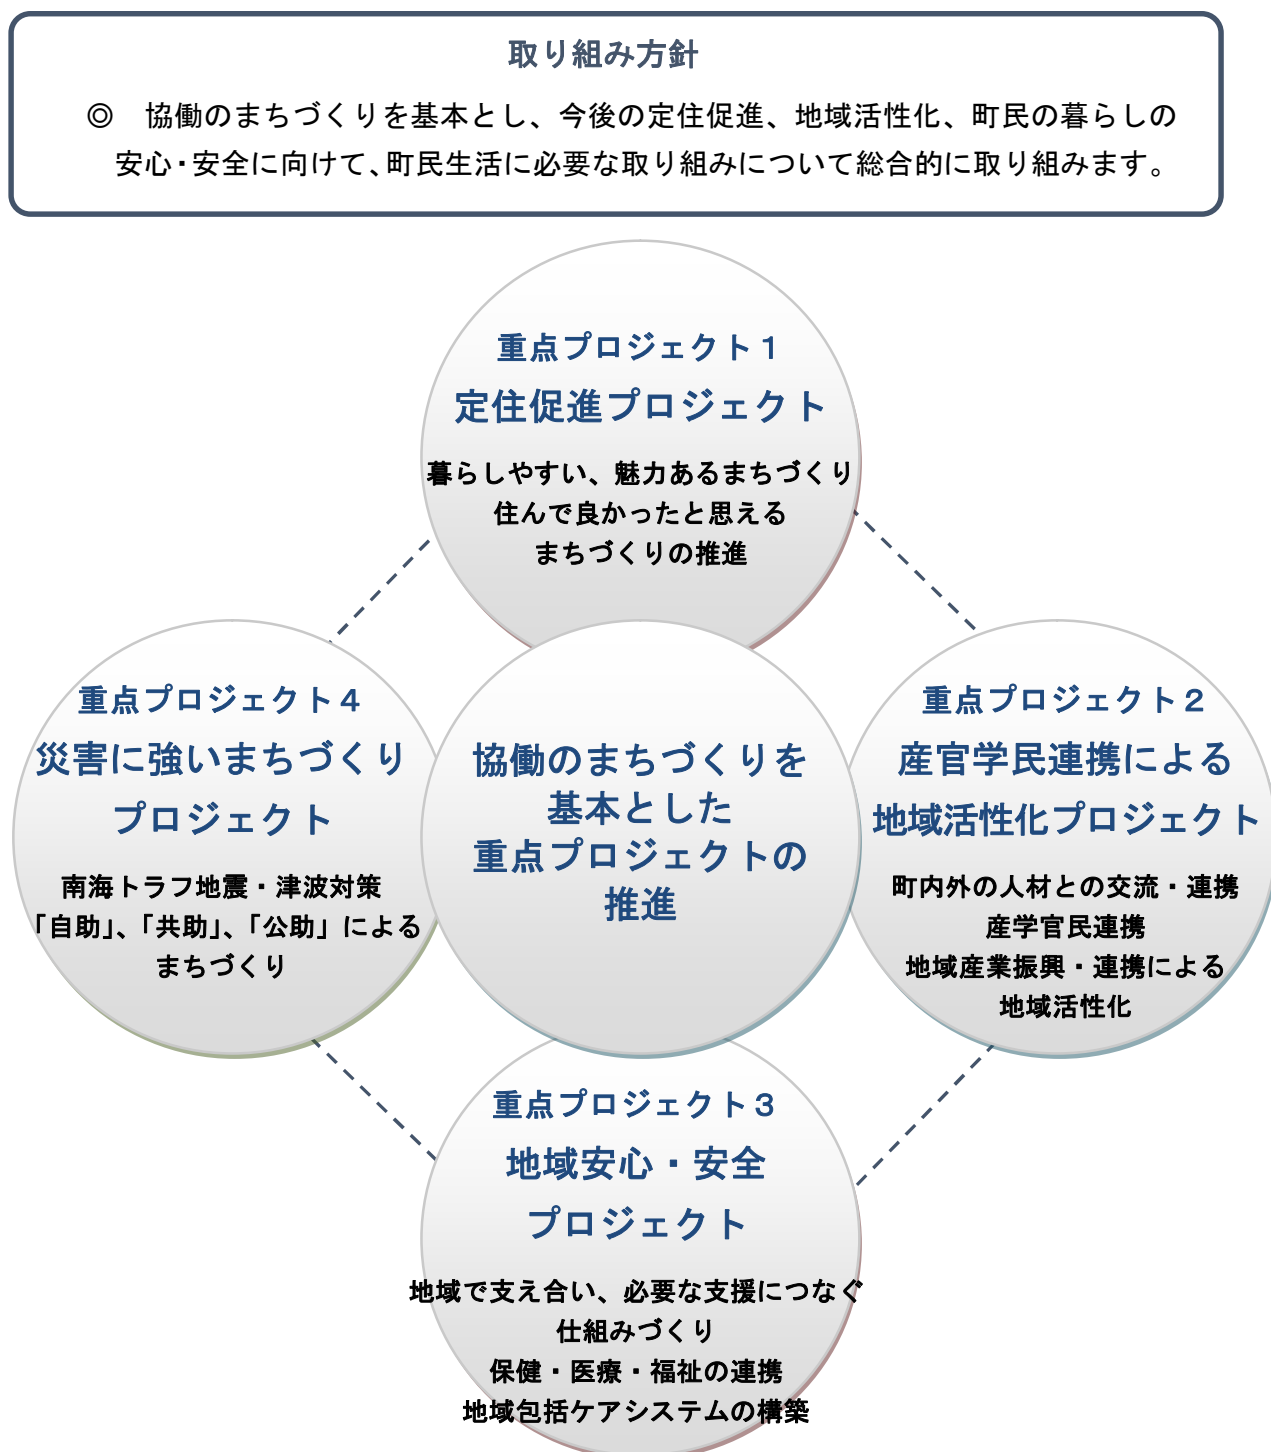 取り組み方針
◎　協働のまちづくりを基本とし、今後の定住促進、地域活性化、町民の暮らしの
安心・安全に向けて、町民生活に必要な取り組みについて総合的に取り組みます。
重点プロジェクト１
定住促進プロジェクト
暮らしやすい、魅力あるまちづくり
住んで良かったと思える
まちづくりの推進
重点プロジェクト４
災害に強いまちづくり
プロジェクト
南海トラフ地震・津波対策
「自助」、「共助」、「公助」による
まちづくり
協働のまちづくりを
基本とした
重点プロジェクトの
推進
重点プロジェクト２
産官学民連携による
地域活性化プロジェクト
町内外の人材との交流・連携
産学官民連携
地域産業振興・連携による
地域活性化
重点プロジェクト３
地域安心・安全
プロジェクト
地域で支え合い、必要な支援につなぐ
仕組みづくり
保健・医療・福祉の連携
地域包括ケアシステムの構築